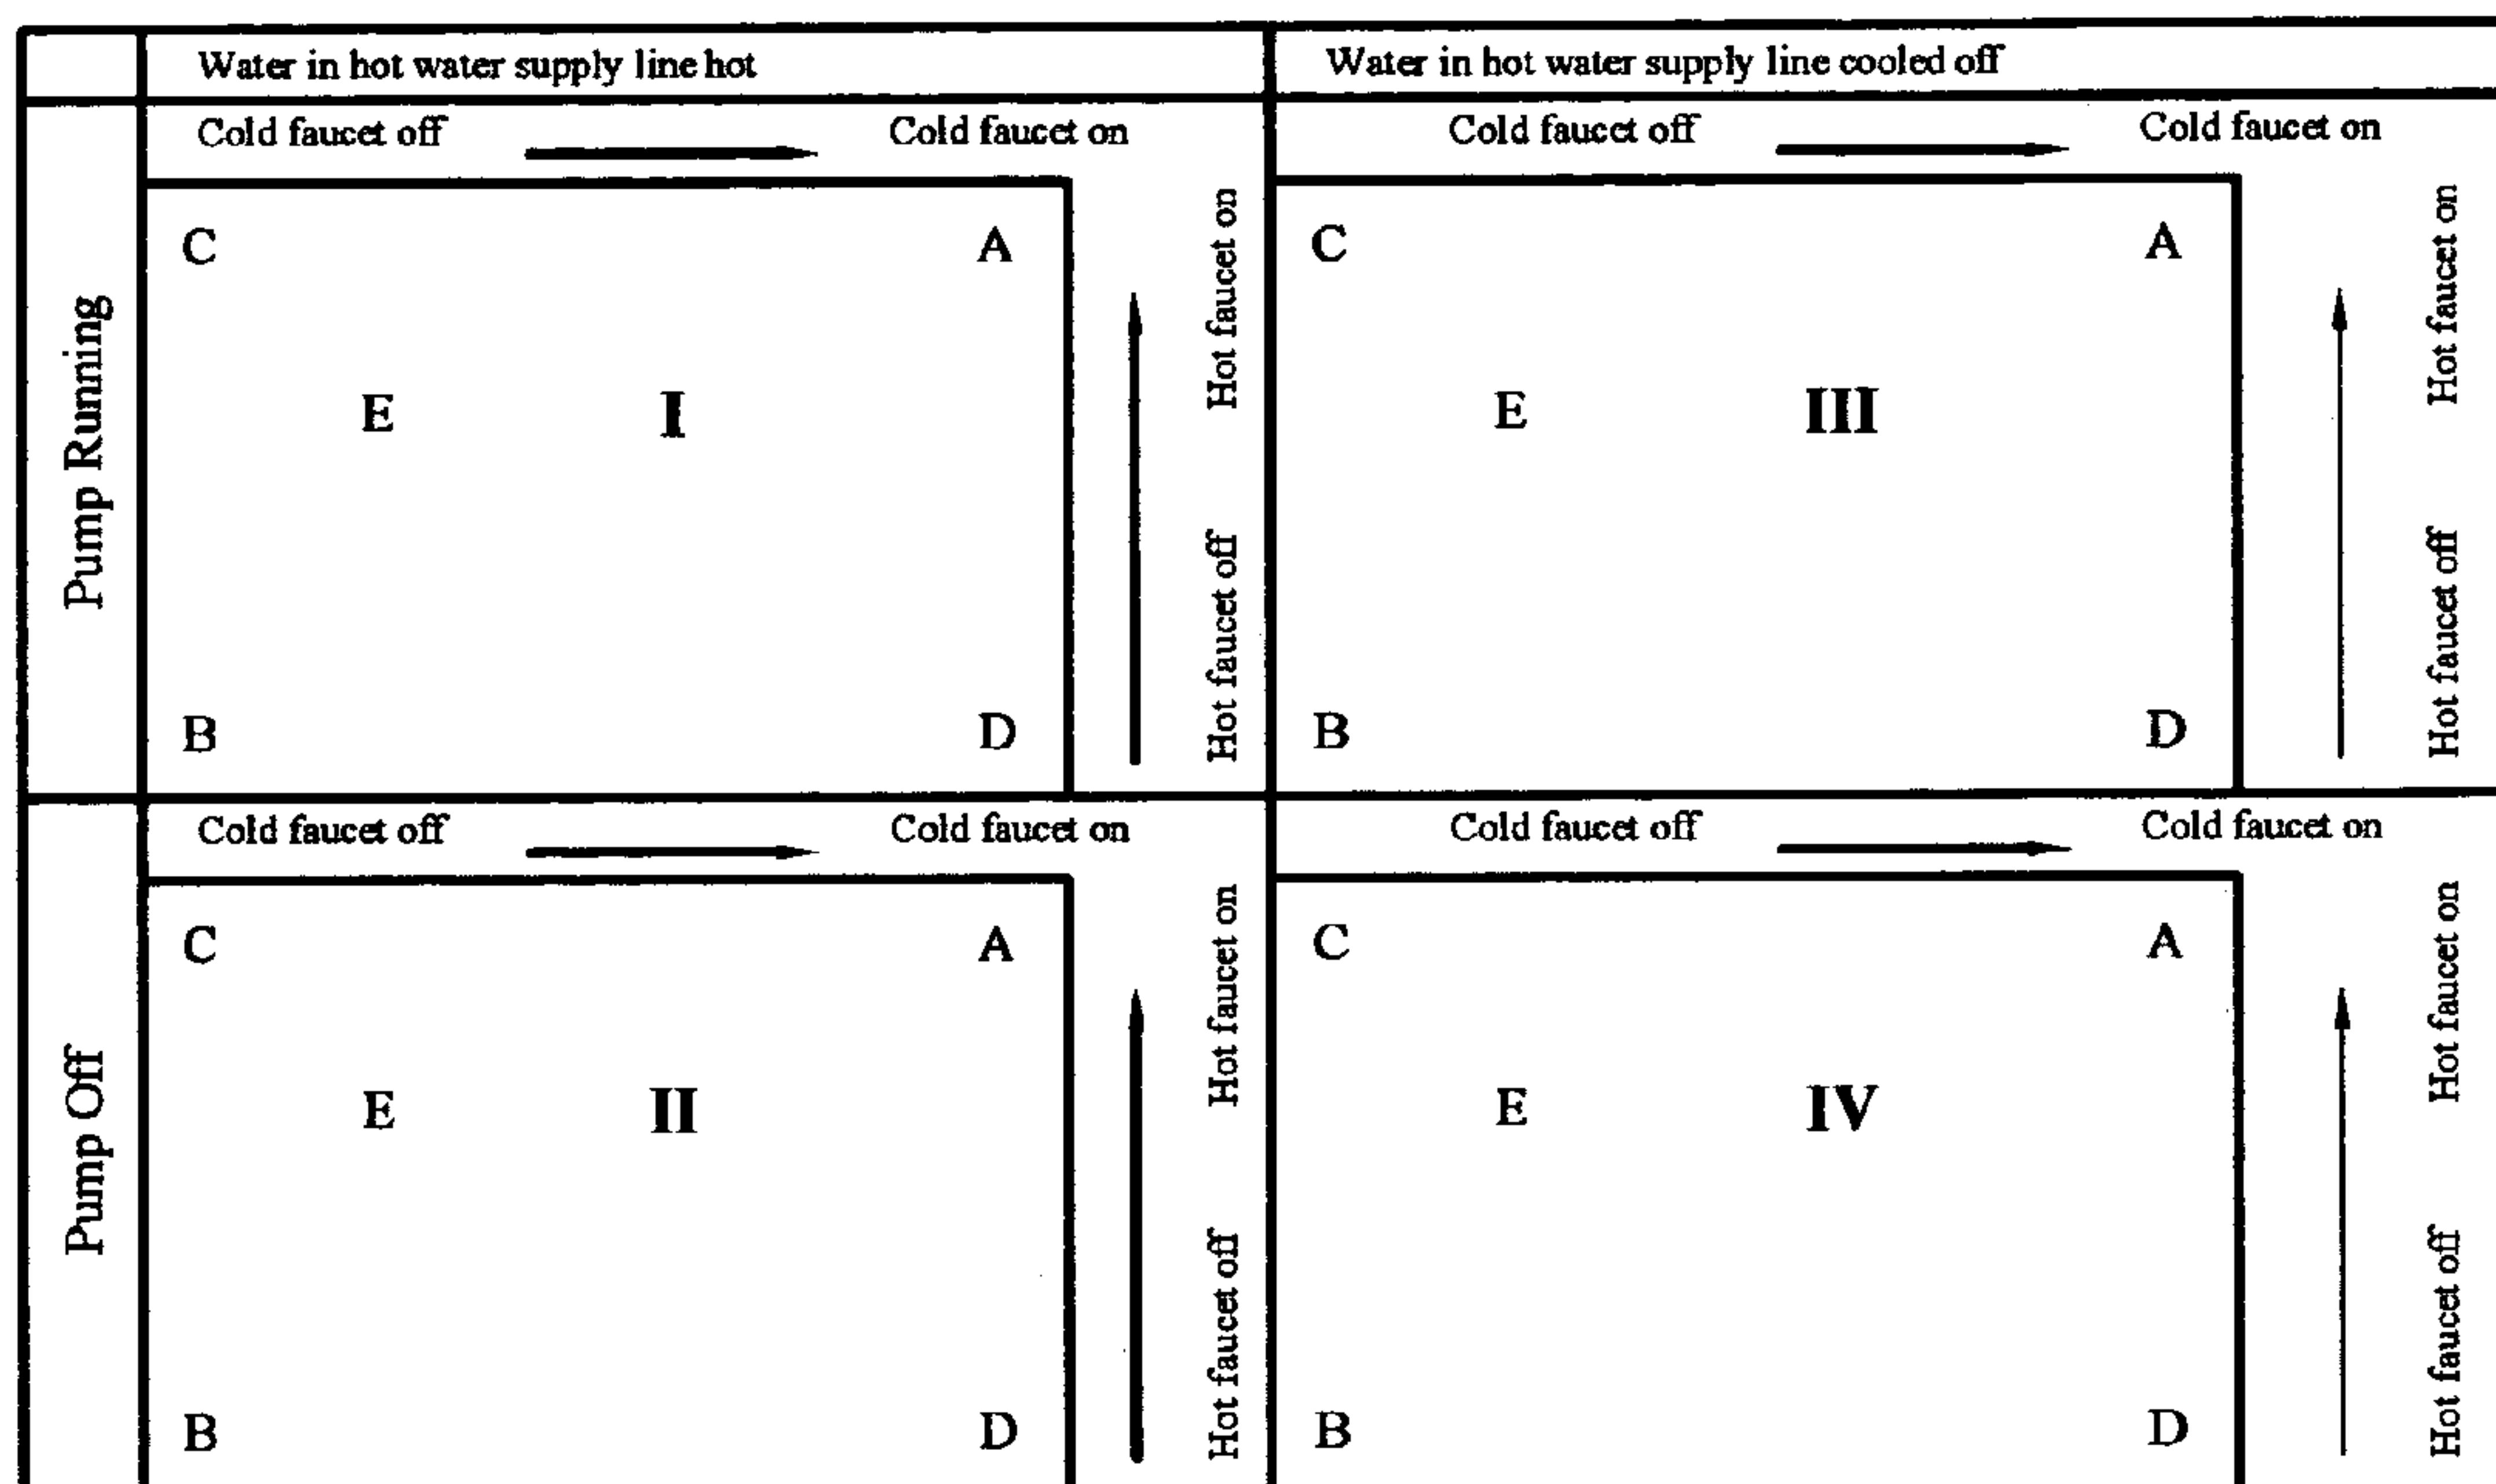 Water in hot water supply line hot
Water in hot water supply line cooled off
Pump Running
Cold faucet off
Cold faucet on
C
A
E
I
B
D
Hot faucet on
Hot faucet off
Cold faucet off
Cold faucet on
C
A
E
III
B
D
Hot faucet on
Hot faucet off
Pump Off
Cold faucet off
Cold faucet on
C
A
E
II
B
D
Hot faucet on
Hot faucet off
Cold faucet off
Cold faucet on
C
A
E
IV
B
D
Hot faucet on
Hot faucet off